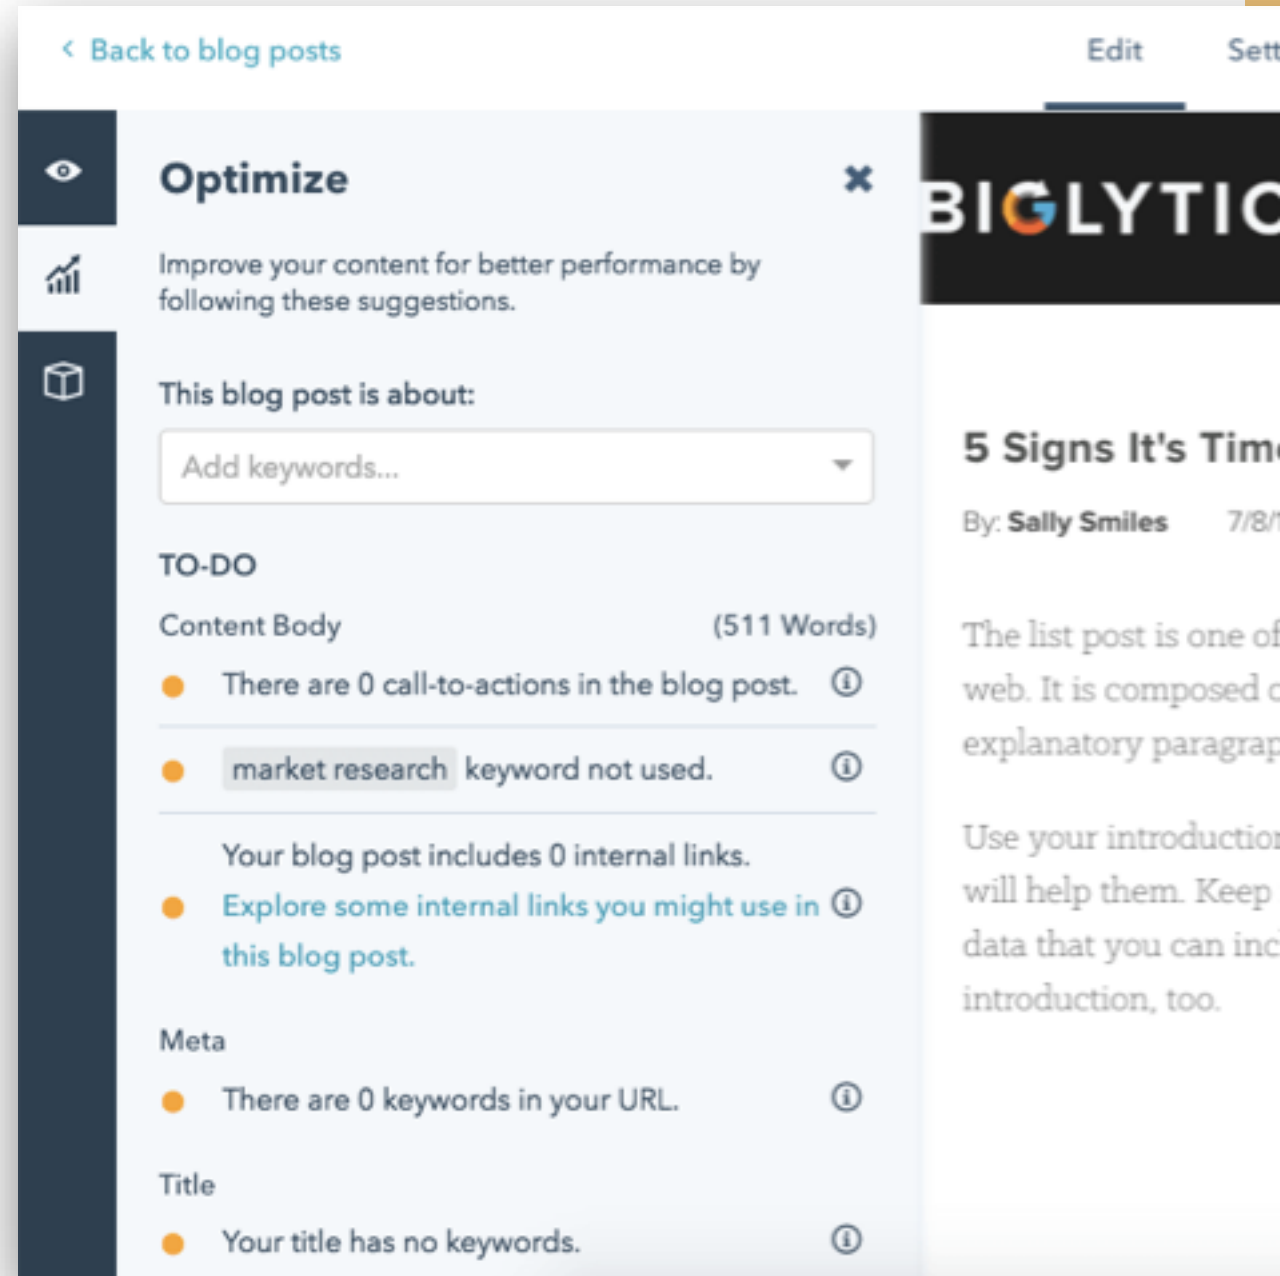 Back to blog posts
Edit
Optimize
Improve your content for better performance by
following these suggestions.
This blog post is about:
Add keywords...
TO-DO
Content Body (511 Words)
There are 0 call-to-actions in the blog post.
market research keyword not used.
Your blog post includes 0 internal links.
Explore some internal links you might use in
this blog post.
Meta
There are 0 keywords in your URL.
Title
Your title has no keywords.
BIGLYTIC
5 Signs It's
By: Sally Smiles 7/8/1
The list post is one of
web. It is composed
explanatory
Use your
will help them. Keep
data that you can
introduction, too.